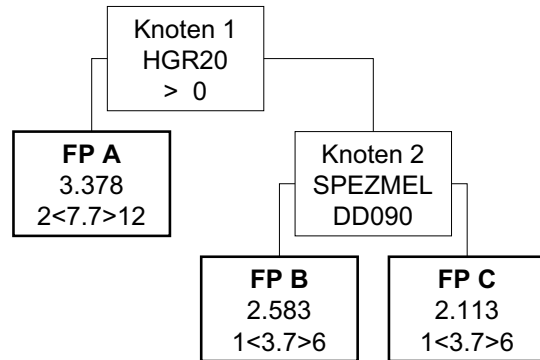 Knoten 1
HGR20
> 0
FP A
3.378
2<7.7>12
Knoten 2
SPEZMEL
DD090
FP B
2.583
1<3.7>6
FP C
2.113
1<3.7>6